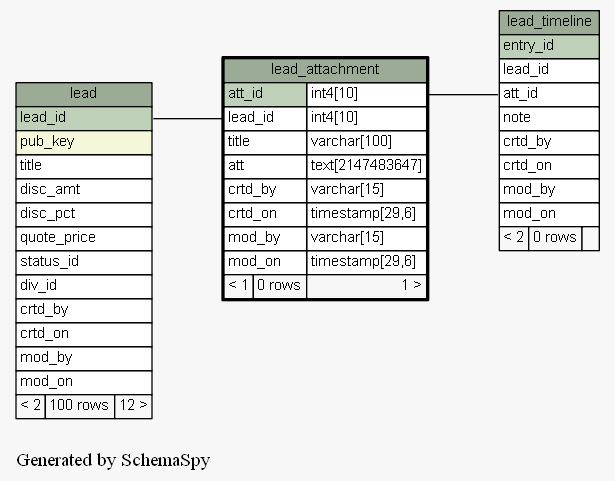 lead
lead_id
pub_key
title
disc_amt
disc_pct
quote_price
status_id
div_id
crtd_by
crtd_on
mod_by
mod_on
< 2 100 rows 12 >
lead_attachment
att_id int4[10]
lead_id int4[10]
title varchar[100]
att text[2147483647]
crtd_by varchar[15]
crtd_on timestamp[29,6]
mod_by varchar[15]
mod_on timestamp[29,6]
< 1 0 rows 1 >
lead_timeline
entry_id
lead_id
att_id
note
crtd_by
crtd_on
mod_by
mod_on
< 2 0 rows
Generated by SchemaSpy